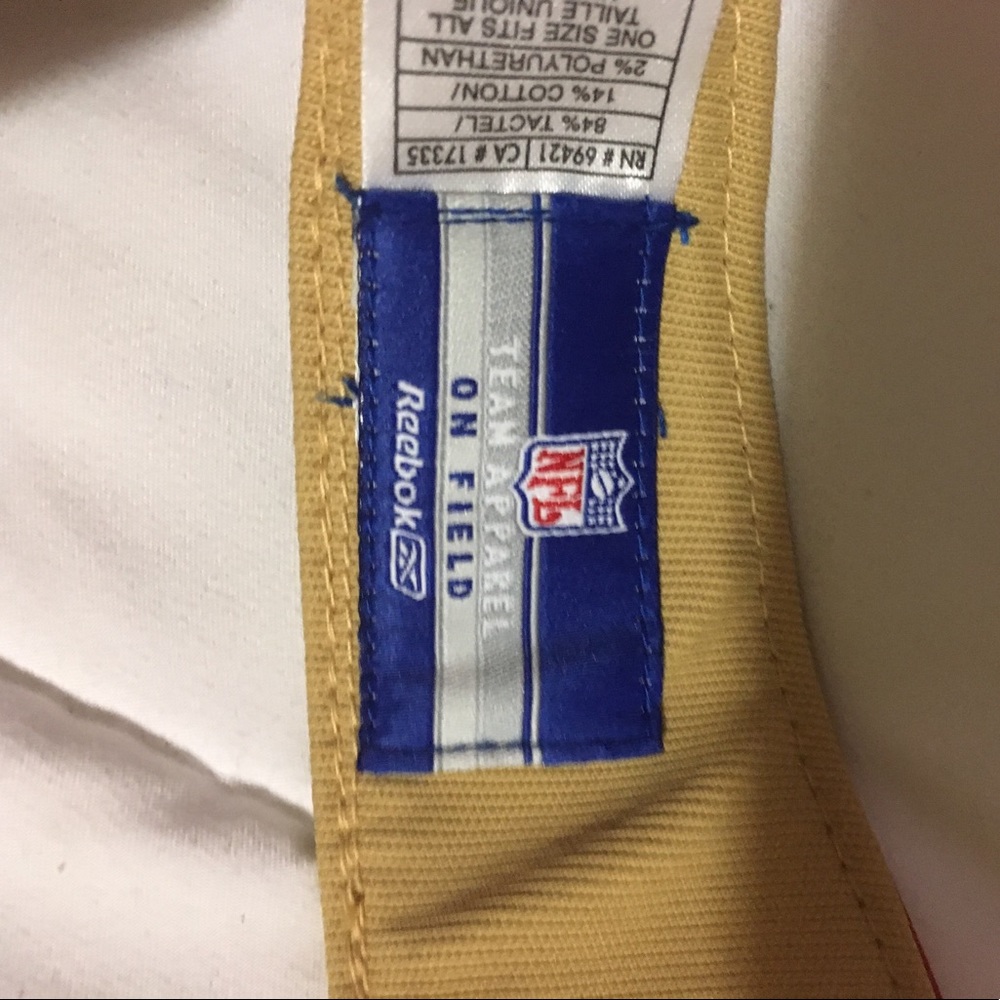 RN # 69421 CA # 17335
84% TACTEL/
14% COTTON/
2% POLYURETHAN
ONE SIZE FITS ALL
TAILLE UNIQUE
NFL
TEAM APPAREL
ON FIELD
Reebok